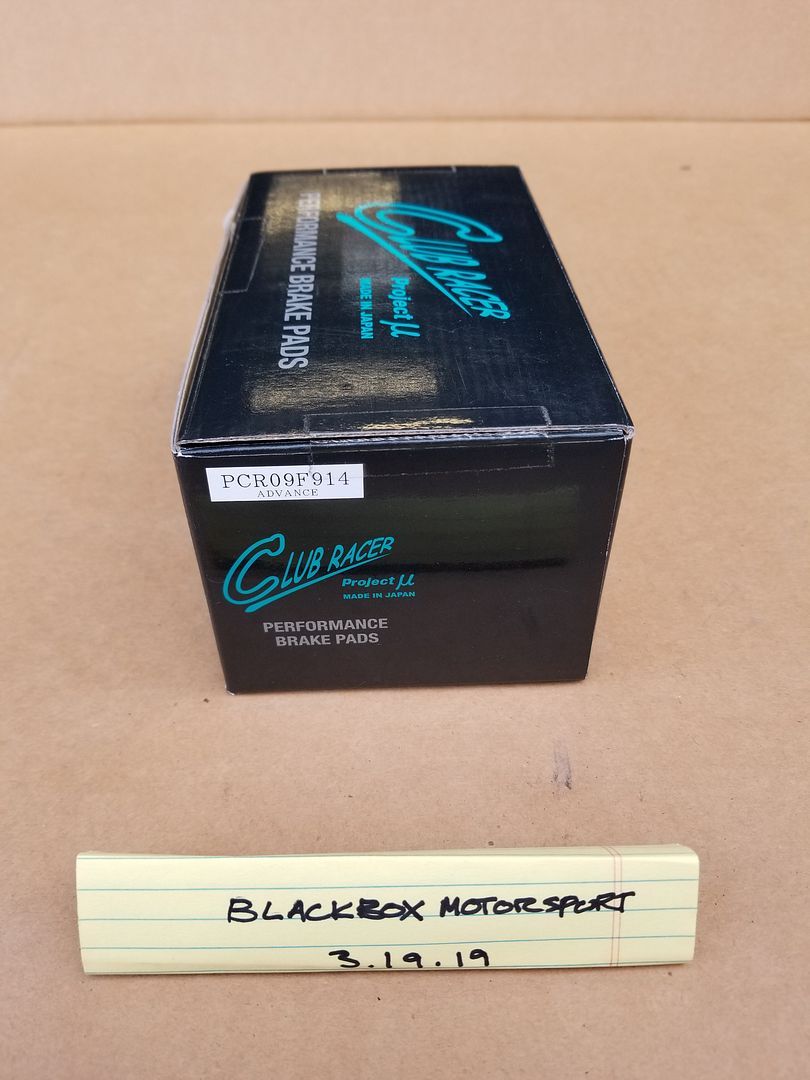 CLUB RACER
Project μ
MADE IN JAPAN
PERFORMANCE BRAKE PADS
PCR09F914
ADVANCE
CLUB RACER
Project μ
MADE IN JAPAN
PERFORMANCE
BRAKE PADS
BLACKBOX MOTORSPORT
3.19.19